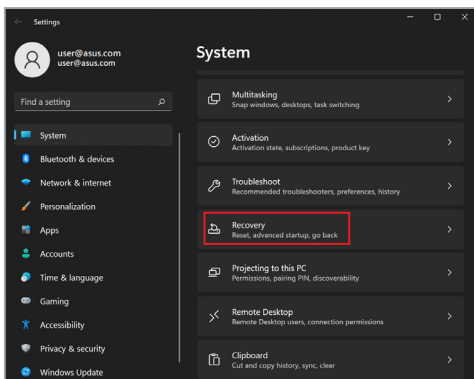 Settings
user@asus.com
user@asus.com
Find a setting
System
Bluetooth & devices
Network & internet
Personalization
Apps
Accounts
Time & language
Gaming
Accessibility
Privacy & security
Windows Update
System
Multitasking
Snap windows, desktops, task switching
Activation
Activation state, subscriptions, product key
Troubleshoot
Recommended troubleshooters, preferences, history
Recovery
Reset, advanced startup, go back
Projecting to this PC
Permissions, pairing PIN, discoverability
Remote Desktop
Remote Desktop users, connection permissions
Clipboard
Cut and copy history, sync, clear